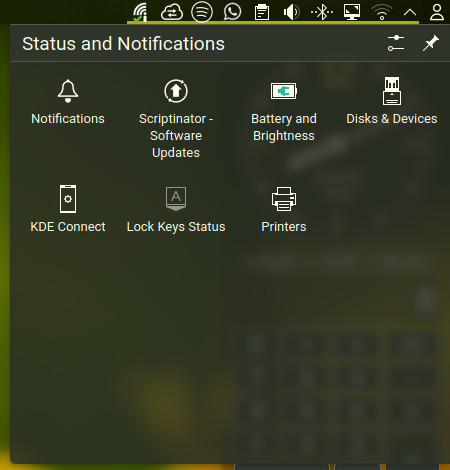 Status and Notifications
Notifications
Scriptinator -
Software
Updates
Battery and
Brightness
Disks & Devices
KDE Connect
A
Lock Keys Status
Printers